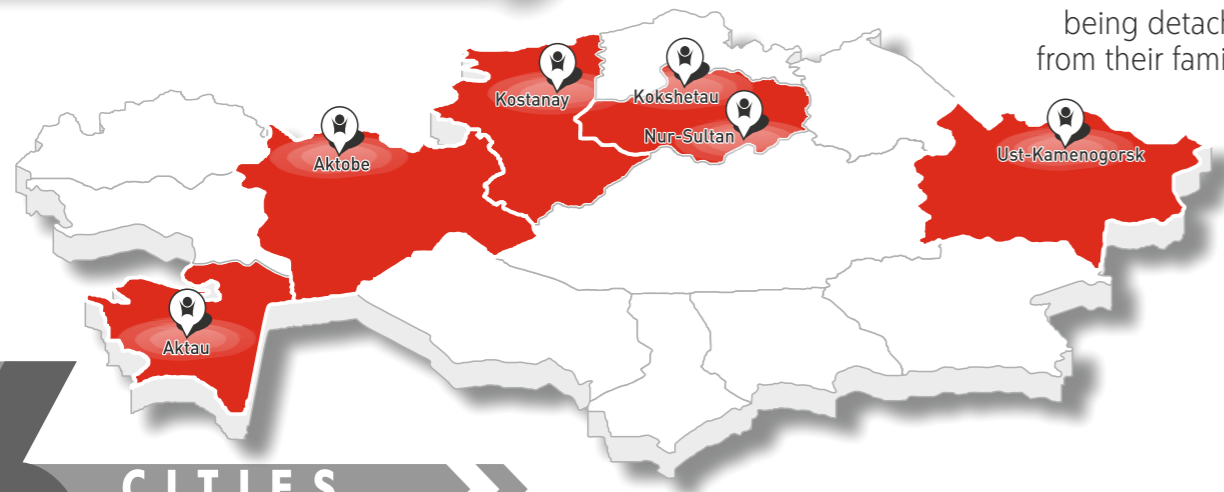 being detach
from their fami
Kostanay
Kokshetau
Nur-Sultan
Aktobe
Ust-Kamenogorsk
Aktau
CITIES